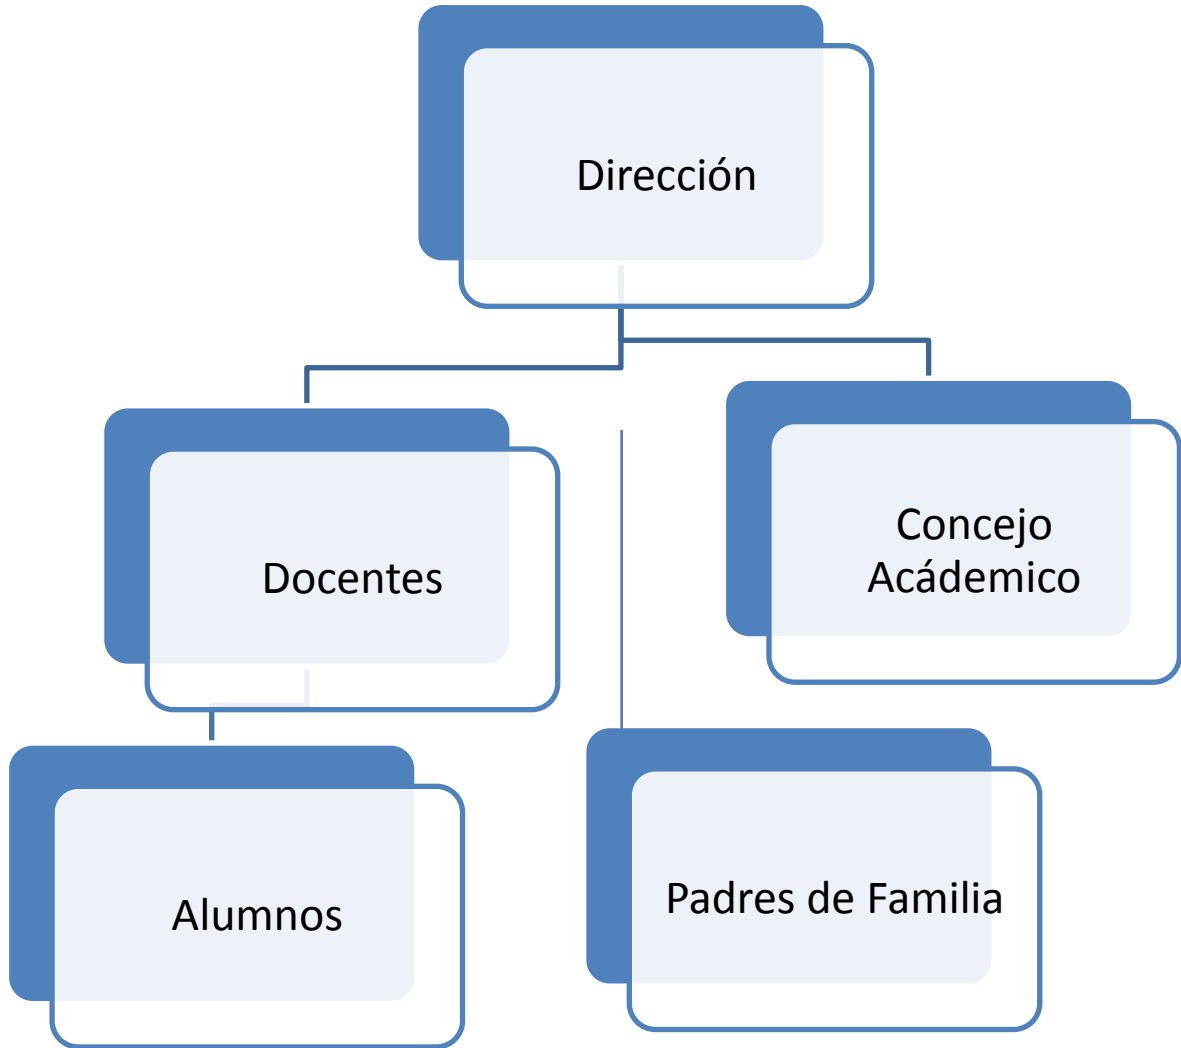 Dirección
Docentes
Concejo
Acádemico
Alumnos
Padres de Familia